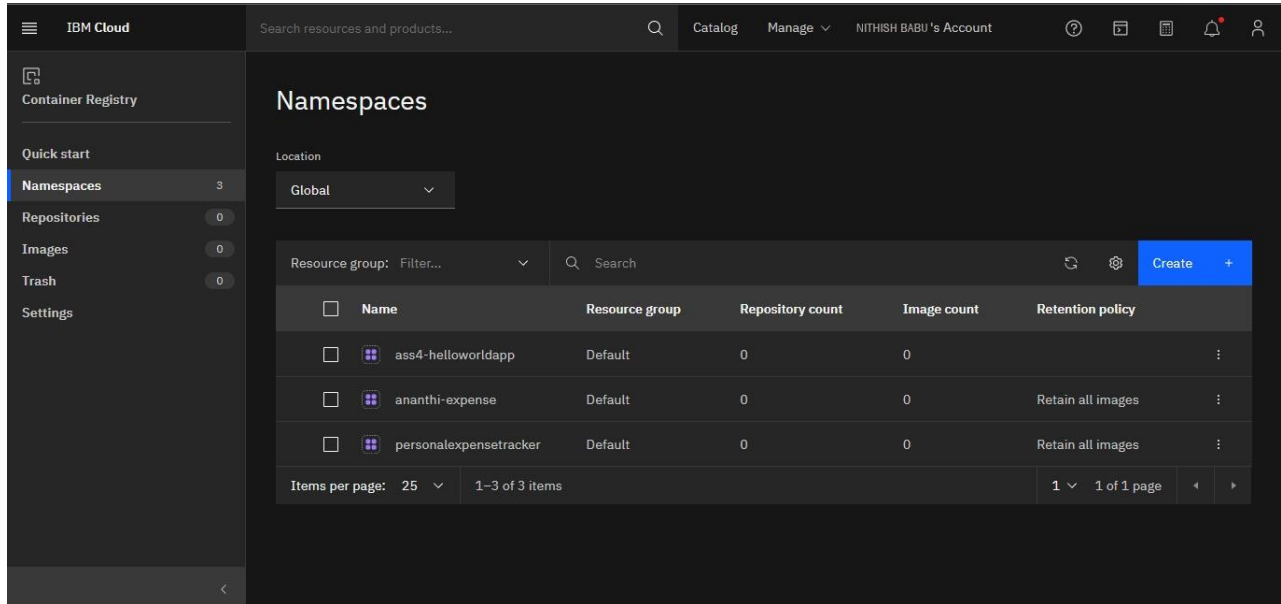 IBM Cloud
Search resources and products...
Catalog
Manage
NITHISH BABU's Account
Container Registry
Quick start
Namespaces 3
Repositories 0
Images 0
Trash 0
Settings
Namespaces
Location
Global
Resource group: Filter...
Search
Create +
Name Resource group Repository count Image count Retention policy
ass4-helloworldapp Default 0 0
ananthi-expense Default 0 0 Retain all images
personalexpensetracker Default 0 0 Retain all images
Items per page: 25 1–3 of 3 items 1 1 of 1 page